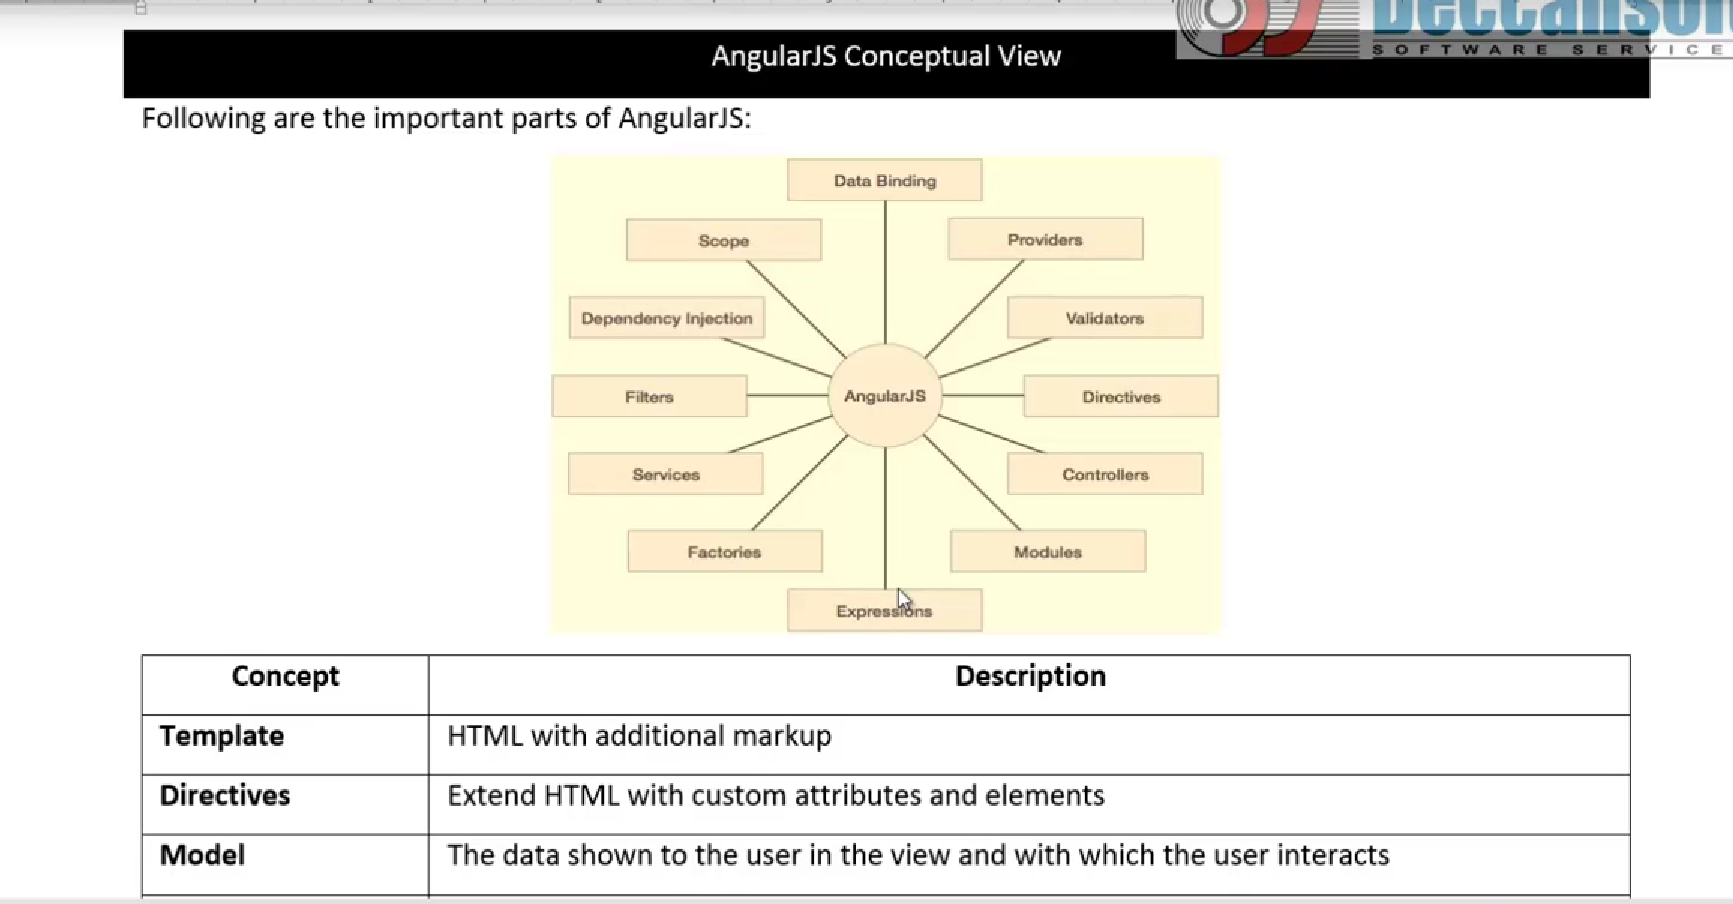 SOFTWARE SERVICE
AngularJS Conceptual View
Following are the important parts of AngularJS:
Data Binding
Scope
Providers
Dependency Injection
Validators
Filters
AngularJS
Directives
Services
Controllers
Factories
Modules
Expressions
Concept Description
Template HTML with additional markup
Directives Extend HTML with custom attributes and elements
Model The data shown to the user in the view and with which the user interacts